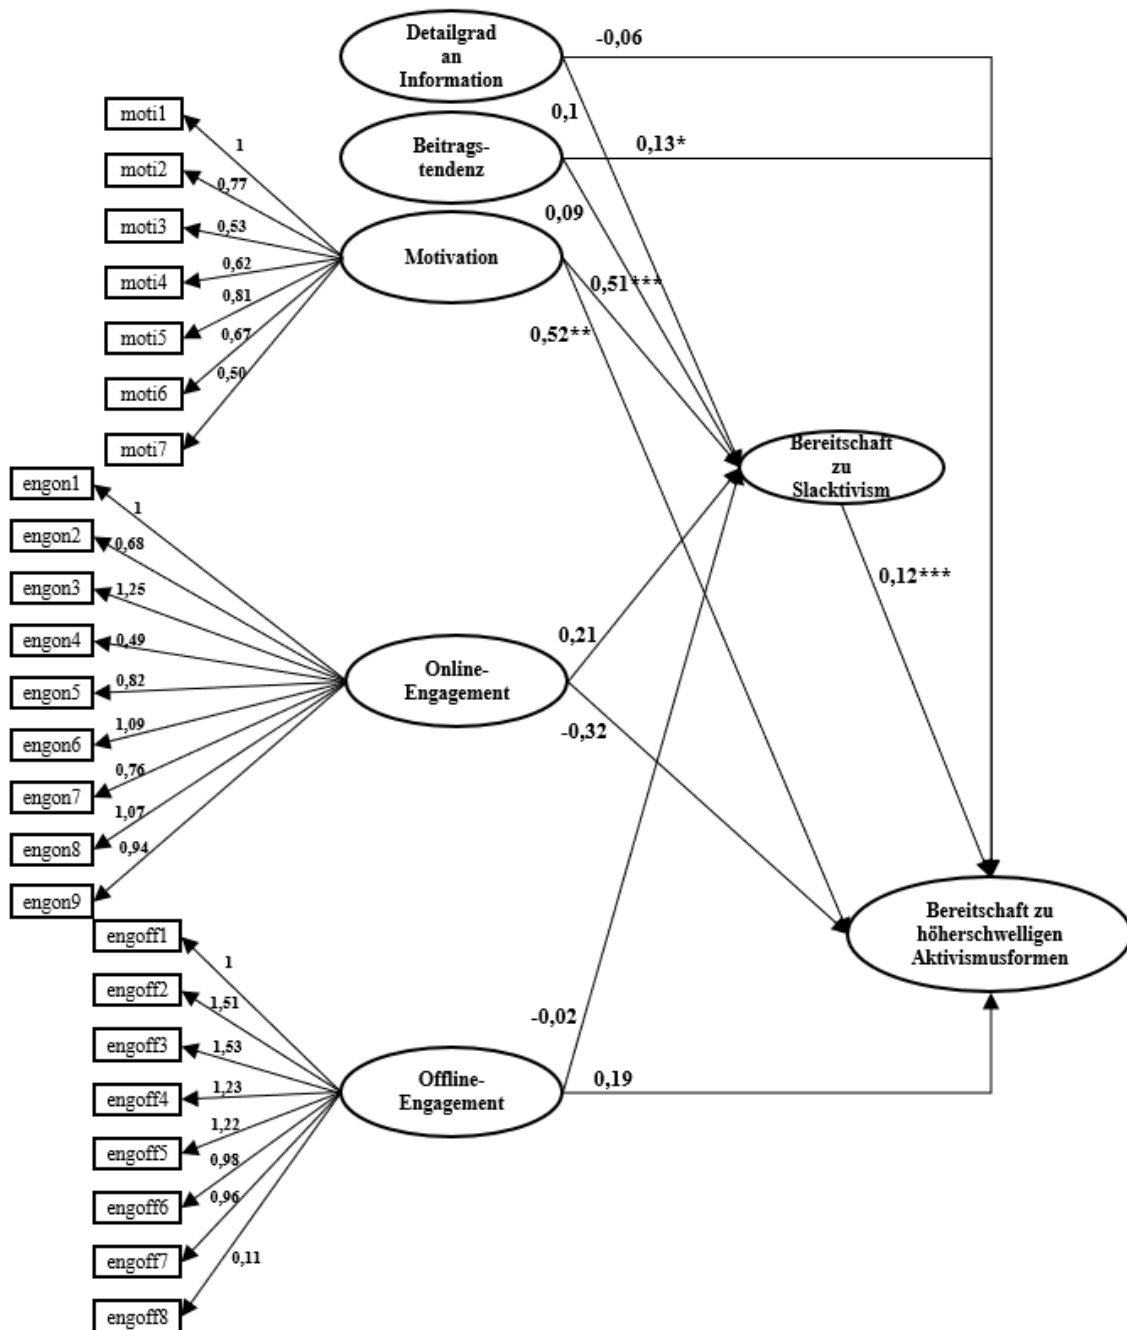 Detailgrad
an
Information
-0,06
0,1
Beitrags-
tendenz
0,13*
0,09
Motivation
0,51***
0,52**
moti1
moti2
moti3
moti4
moti5
moti6
moti7
1
0,77
0,53
0,62
0,81
0,67
0,50
Bereitschaft
zu
Slacktivism
0,12***
engon1
engon2
engon3
engon4
engon5
engon6
engon7
engon8
engon9
1
0,68
1,25
0,49
0,82
1,09
0,76
1,07
0,94
Online-
Engagement
0,21
-0,32
Bereitschaft zu
höherschwelligen
Aktivismusformen
engoff1
engoff2
engoff3
engoff4
engoff5
engoff6
engoff7
engoff8
1
1,51
1,53
1,23
1,22
0,98
0,96
0,11
Offline-
Engagement
-0,02
0,19